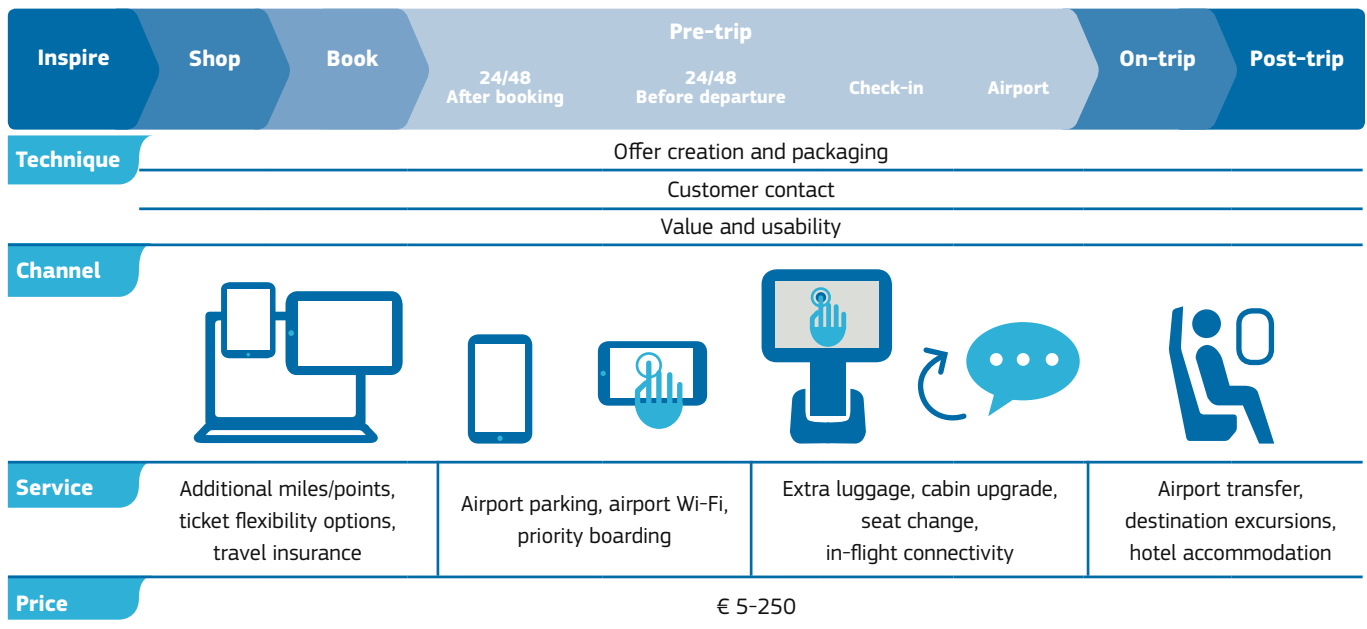 Inspire
Shop
Book
Pre-trip
On-trip
Post-trip
24/48
After booking
24/48
Before departure
Check-in
Airport
Technique
Offer creation and packaging
Customer contact
Value and usability
Channel
Service
Additional miles/points,
ticket flexibility options,
travel insurance
Airport parking, airport Wi-Fi,
priority boarding
Extra luggage, cabin upgrade,
seat change,
in-flight connectivity
Airport transfer,
destination excursions,
hotel accommodation
Price
€ 5-250